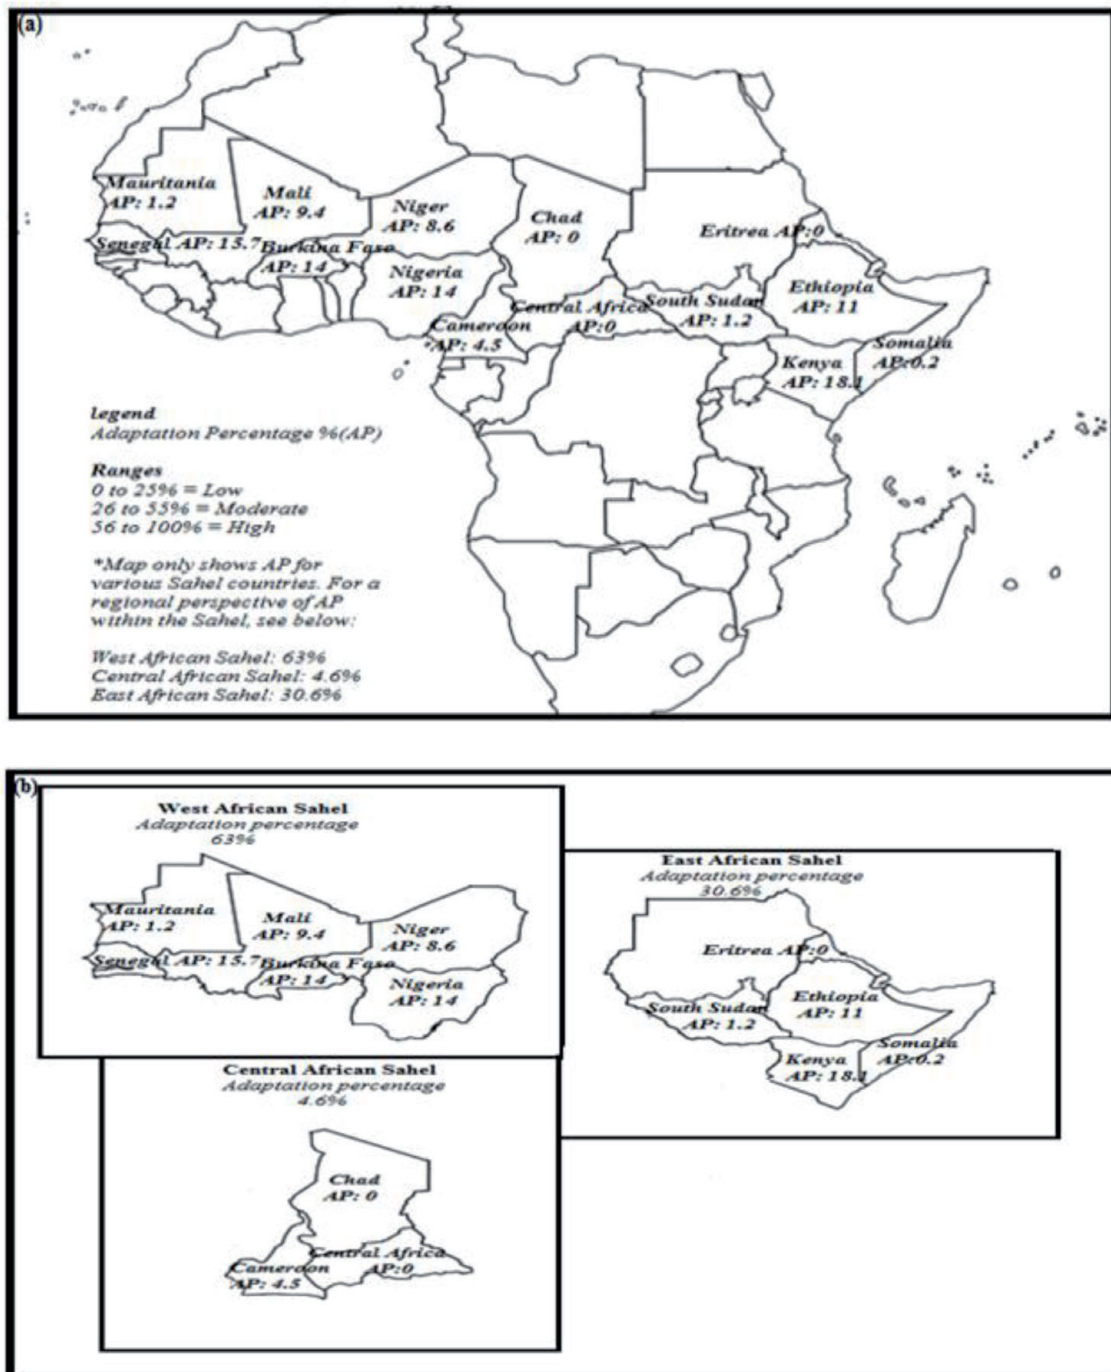 (a)
Mauritania
AP: 1.2
Mali
AP: 9.4
Niger
AP: 8.6
Chad
AP: 0
Eritrea AP:0
Senegal AP: 15.7
Burkina Faso
AP: 14
Nigeria
AP: 14
Ethiopia
AP: 11
Central Africa
AP:0
South Sudan
AP: 1.2
Cameroon
AP: 4.5
Somalia
AP:0.2
Kenya
AP: 18.1
legend
Adaptation Percentage %(AP)
Ranges
0 to 25% = Low
26 to 55% = Moderate
56 to 100% = High
*Map only shows AP for
various Sahel countries. For a
regional perspective of AP
within the Sahel, see below:
West African Sahel: 63%
Central African Sahel: 4.6%
East African Sahel: 30.6%
(b)
West African Sahel
Adaptation percentage
63%
Mauritania
AP: 1.2
Mali
AP: 9.4
Niger
AP: 8.6
Senegal AP: 15.7
Burkina Faso
AP: 14
Nigeria
AP: 14
East African Sahel
Adaptation percentage
30.6%
Eritrea AP:0
South Sudan
AP: 1.2
Ethiopia
AP: 11
Somalia
AP:0.2
Kenya
AP: 18.1
Central African Sahel
Adaptation percentage
4.6%
Chad
AP: 0
Central Africa
AP:0
Cameroon
AP: 4.5